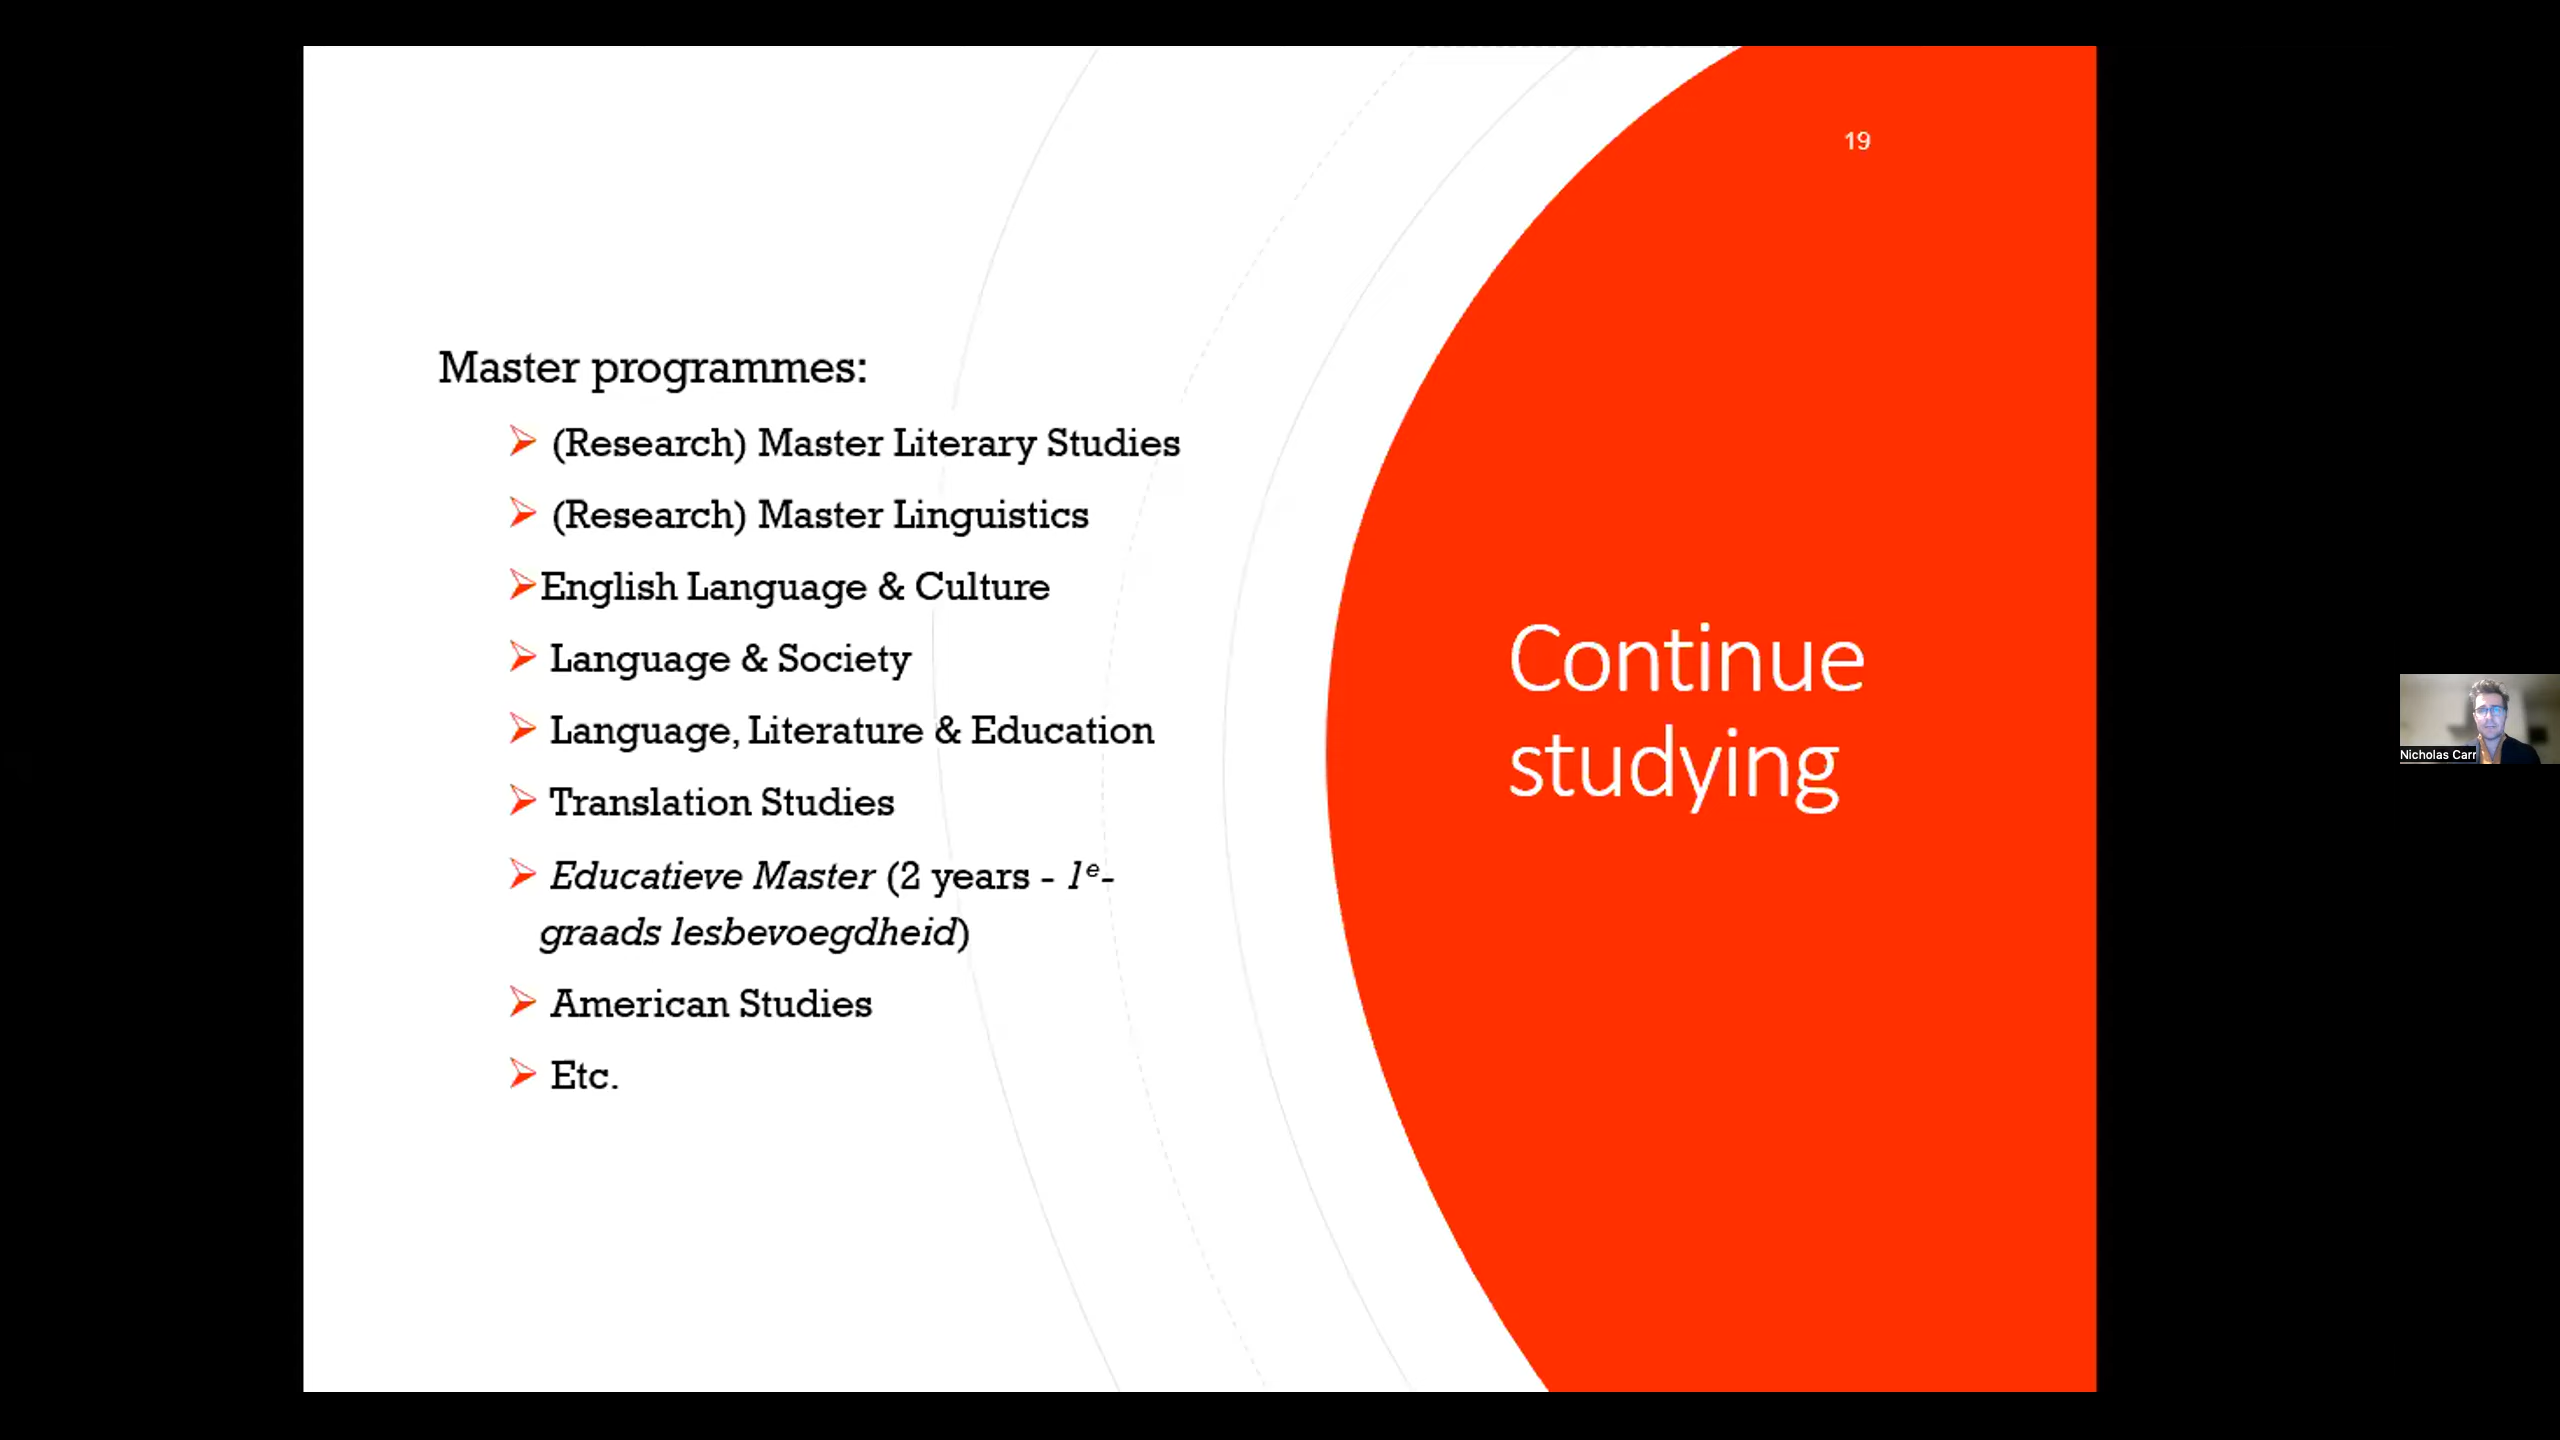 19
Master programmes:
(Research) Master Literary Studies
(Research) Master Linguistics
English Language & Culture
Language & Society
Language, Literature & Education
Translation Studies
Educatieve Master (2 years - 1e-
graads lesbevoegdheid)
American Studies
Etc.
Continue
studying
Nicholas Carr